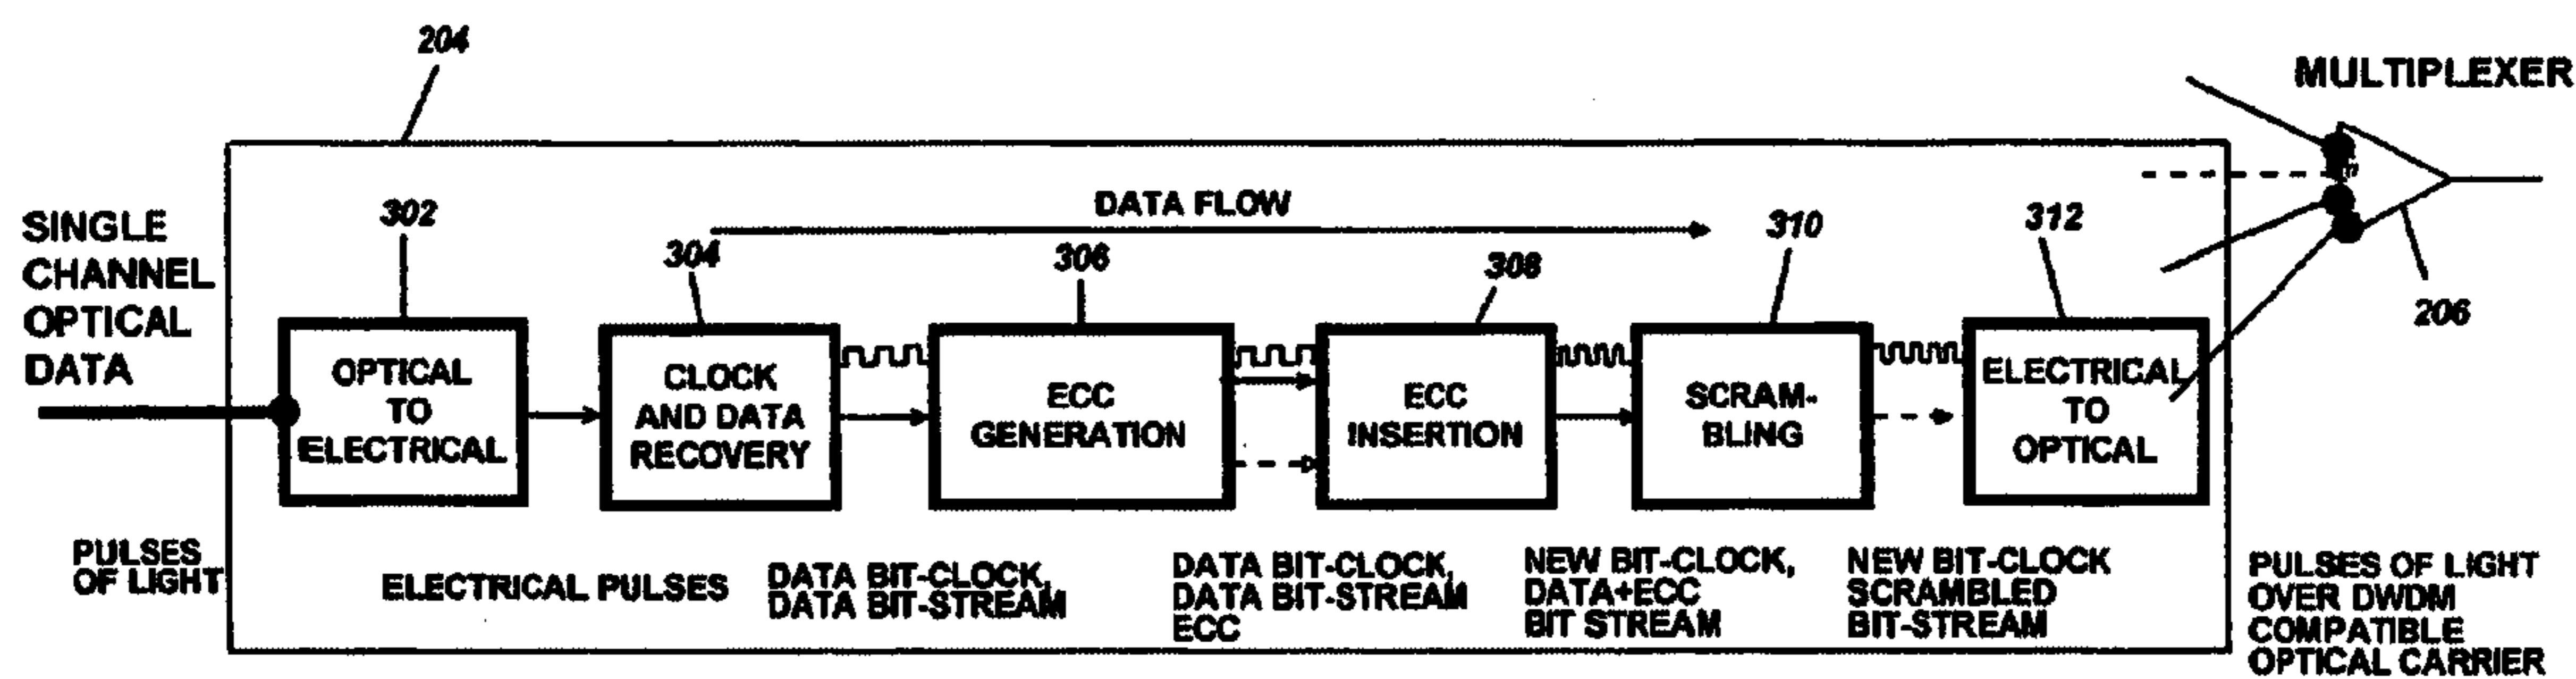 204
MULTIPLEXER
DATA FLOW
SINGLE
CHANNEL
OPTICAL
DATA
302
304
306
308
310
312
206
OPTICAL
TO
ELECTRICAL
CLOCK
AND DATA
RECOVERY
ECC
GENERATION
ECC
INSERTION
SCRAM-
BLING
ELECTRICAL
TO
OPTICAL
PULSES
OF LIGHT
ELECTRICAL PULSES
DATA BIT-CLOCK,
DATA BIT-STREAM
DATA BIT-CLOCK,
DATA BIT-STREAM
ECC
NEW BIT-CLOCK,
DATA+ECC
BIT STREAM
NEW BIT-CLOCK
SCRAMBLED
BIT-STREAM
PULSES OF LIGHT
OVER DWDM
COMPATIBLE
OPTICAL CARRIER